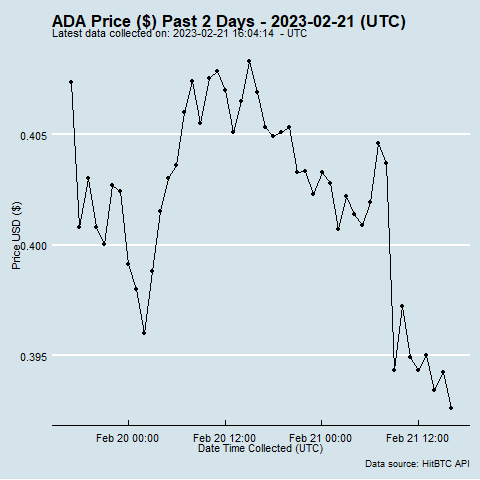 ADA Price ($) Past 2 Days - 2023-02-21 (UTC)
Latest data collected on: 2023-02-21 16:04:14 - UTC
0.405
0.400
0.395
Price USD ($)
Feb 20 00:00 Feb 20 12:00 Feb 21 00:00 Feb 21 12:00
Date Time Collected (UTC)
Data source: HitBTC API